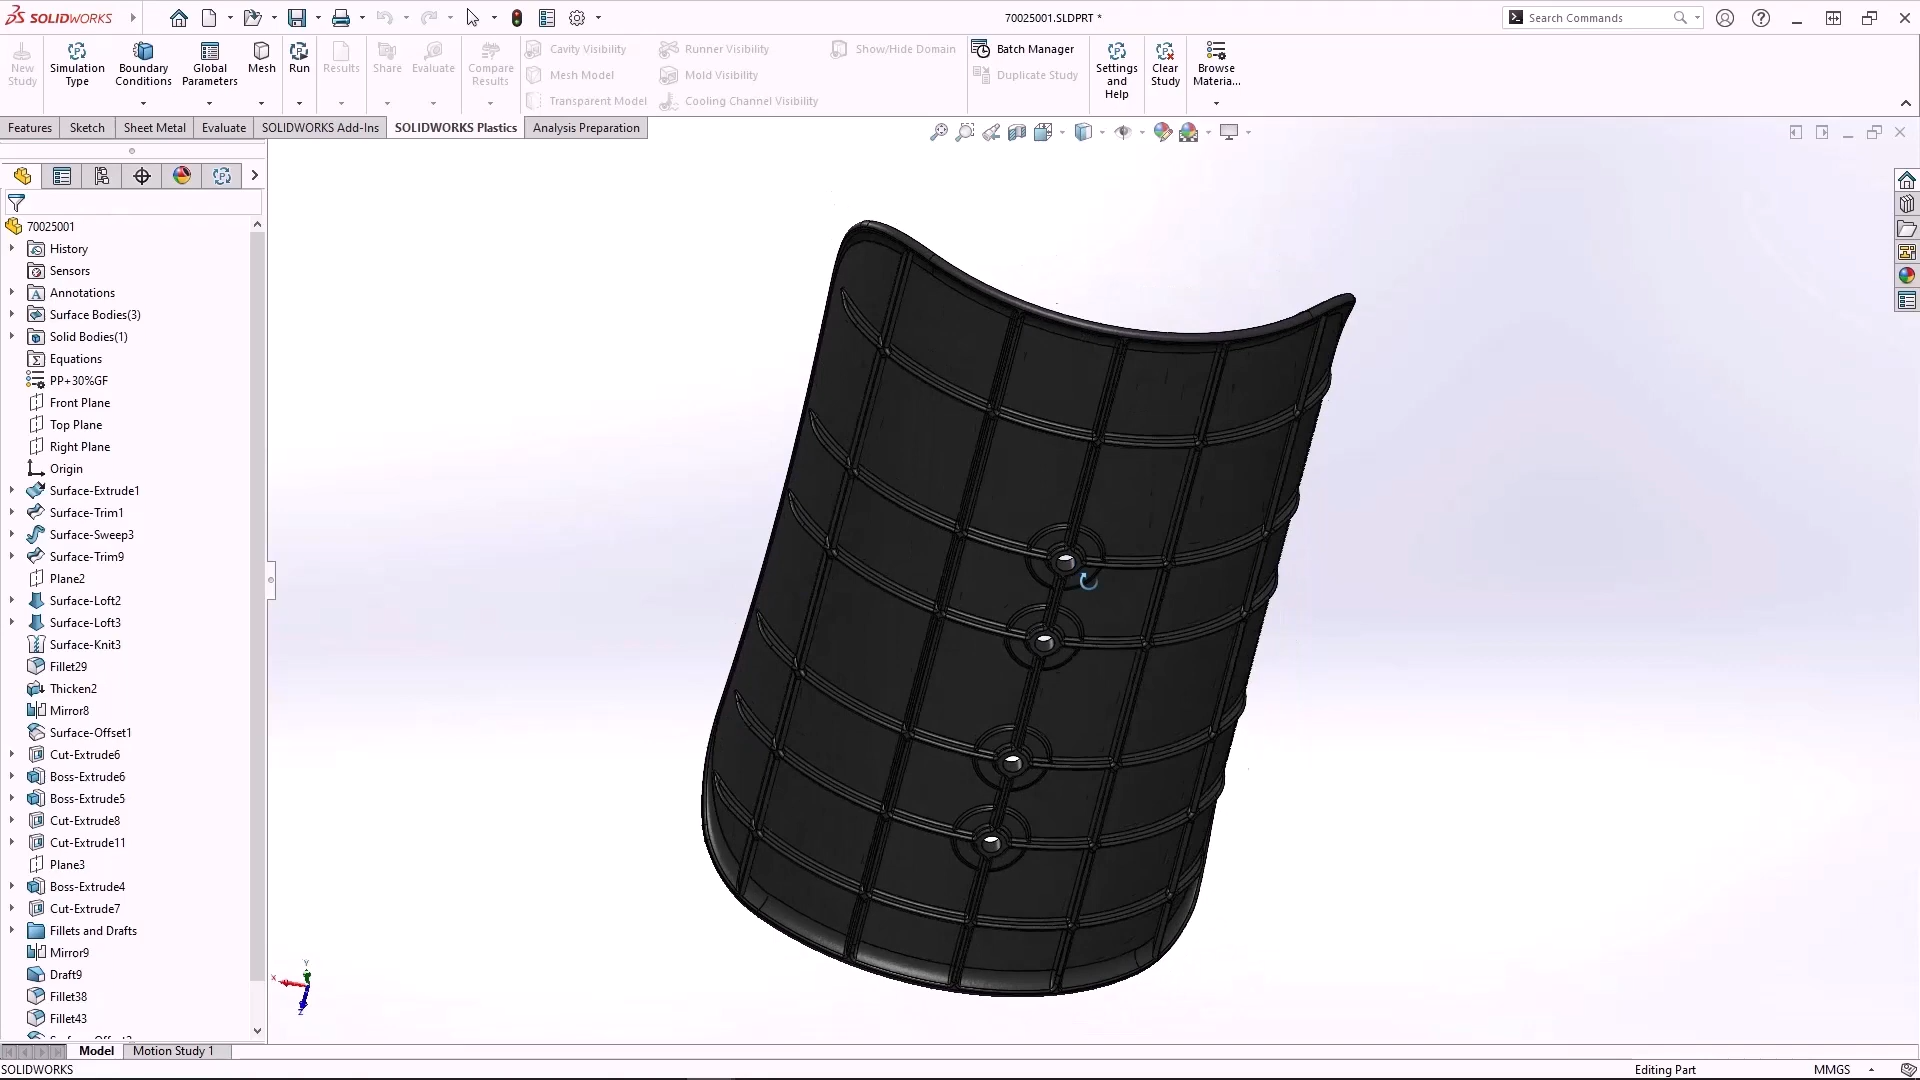 SOLIDWORKS
70025001.SLDPRT *
Search Commands
New Study
Simulation Type
Boundary Conditions
Global Parameters
Mesh
Run
Results
Share
Evaluate
Compare Results
Cavity Visibility
Mesh Model
Transparent Model
Runner Visibility
Mold Visibility
Cooling Channel Visibility
Show/Hide Domain
Batch Manager
Duplicate Study
Settings and Help
Clear Study
Browse Materia...
Features
Sketch
Sheet Metal
Evaluate
SOLIDWORKS Add-Ins
SOLIDWORKS Plastics
Analysis Preparation
70025001
History
Sensors
Annotations
Surface Bodies(3)
Solid Bodies(1)
Equations
PP+30%GF
Front Plane
Top Plane
Right Plane
Origin
Surface-Extrude1
Surface-Trim1
Surface-Sweep3
Surface-Trim9
Plane2
Surface-Loft2
Surface-Loft3
Surface-Knit3
Fillet29
Thicken2
Mirror8
Surface-Offset1
Cut-Extrude6
Boss-Extrude6
Boss-Extrude5
Cut-Extrude8
Cut-Extrude11
Plane3
Boss-Extrude4
Cut-Extrude7
Fillets and Drafts
Mirror9
Draft9
Fillet38
Fillet43
Y
X
Z
Model
Motion Study 1
SOLIDWORKS
Editing Part
MMGS